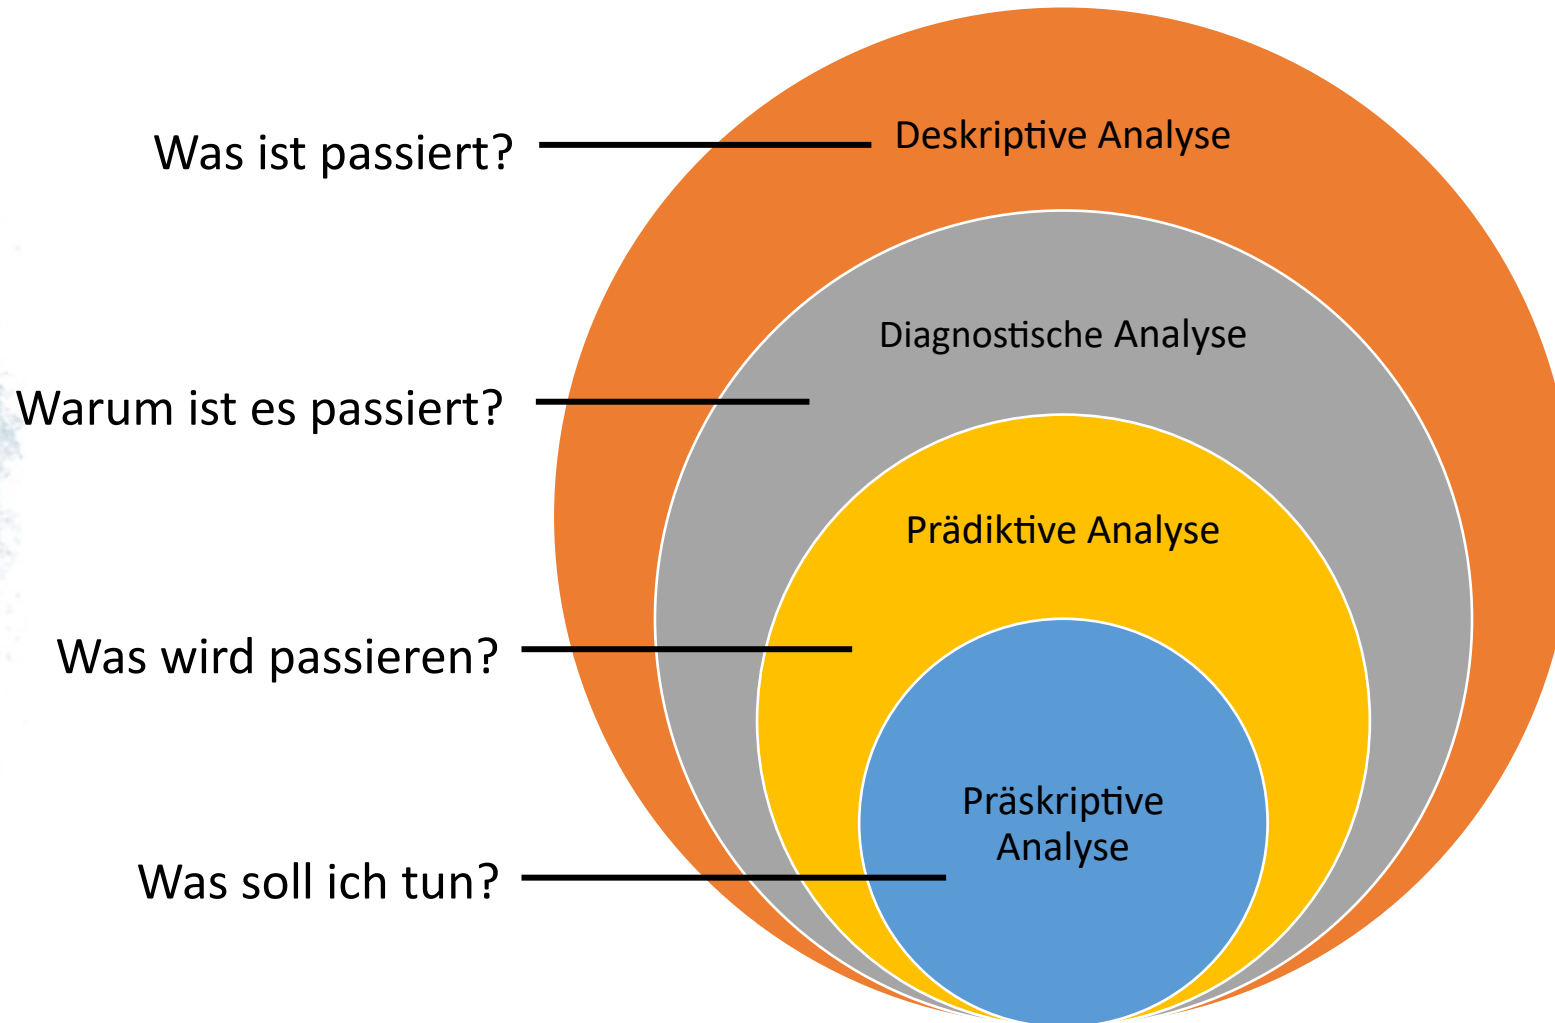 Was ist passiert?
Deskriptive Analyse
Warum ist es passiert?
Diagnostische Analyse
Was wird passieren?
Prädiktive Analyse
Was soll ich tun?
Präskriptive
Analyse